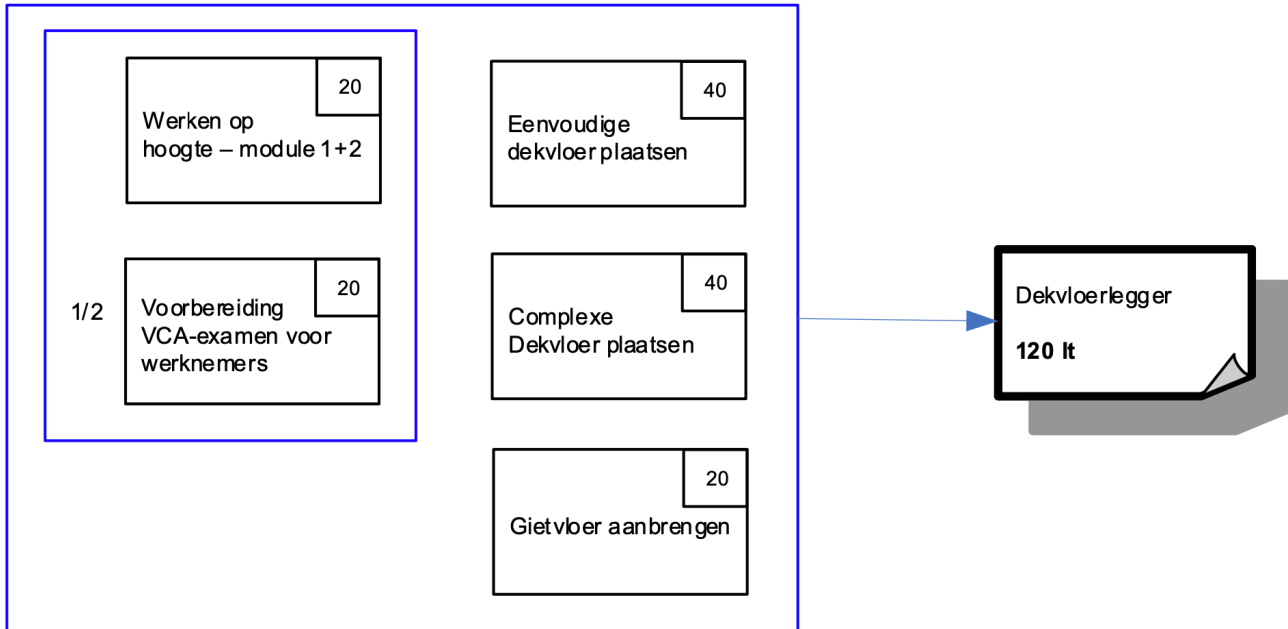 20
Werken op
hoogte – module 1+2
1/2
20
Voorbereiding
VCA-examen voor
werknemers
40
Eenvoudige
dekvloer plaatsen
40
Complexe
Dekvloer plaatsen
20
Gietvloer aanbrengen
Dekvloerlegger
120 lt